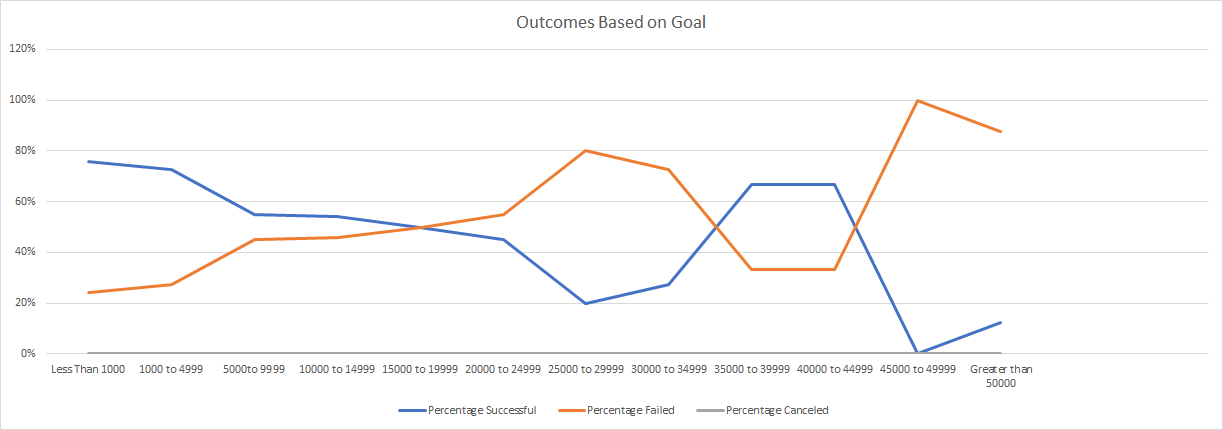 Outcomes Based on Goal
120%
100%
80%
60%
40%
20%
0%
Less Than 1000 1000 to 4999 5000to 9999 10000 to 14999 15000 to 19999 20000 to 24999 25000 to 29999 30000 to 34999 35000 to 39999 40000 to 44999 45000 to 49999 Greater than
50000
Percentage Successful Percentage Failed Percentage Canceled